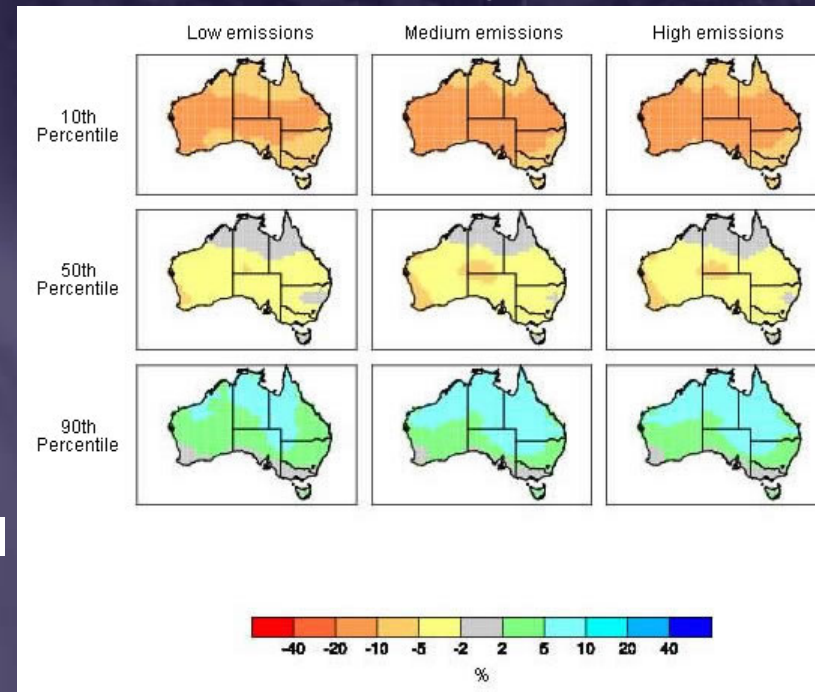 Low emissions Medium emissions High emissions
10th
Percentile
50th
Percentile
90th
Percentile
-40 -20 -10 -5 -2 2 5 10 20 40
%